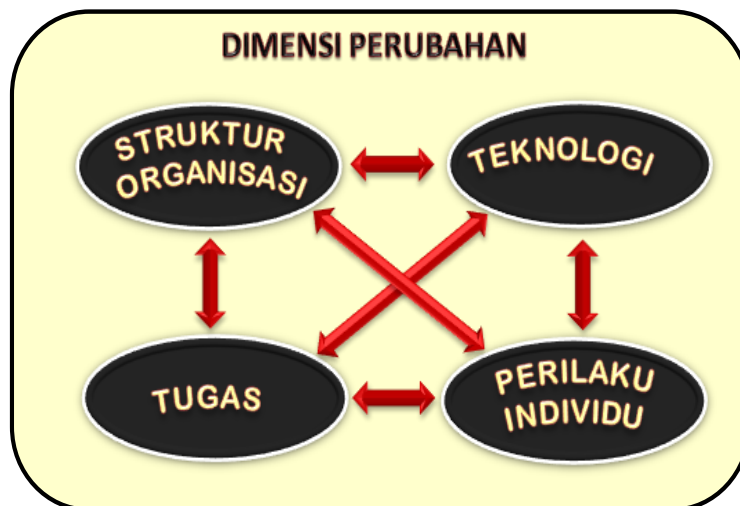 DIMENSI PERUBAHAN
STRUKTUR
ORGANISASI
TEKNOLOGI
TUGAS
PERILAKU
INDIVIDU